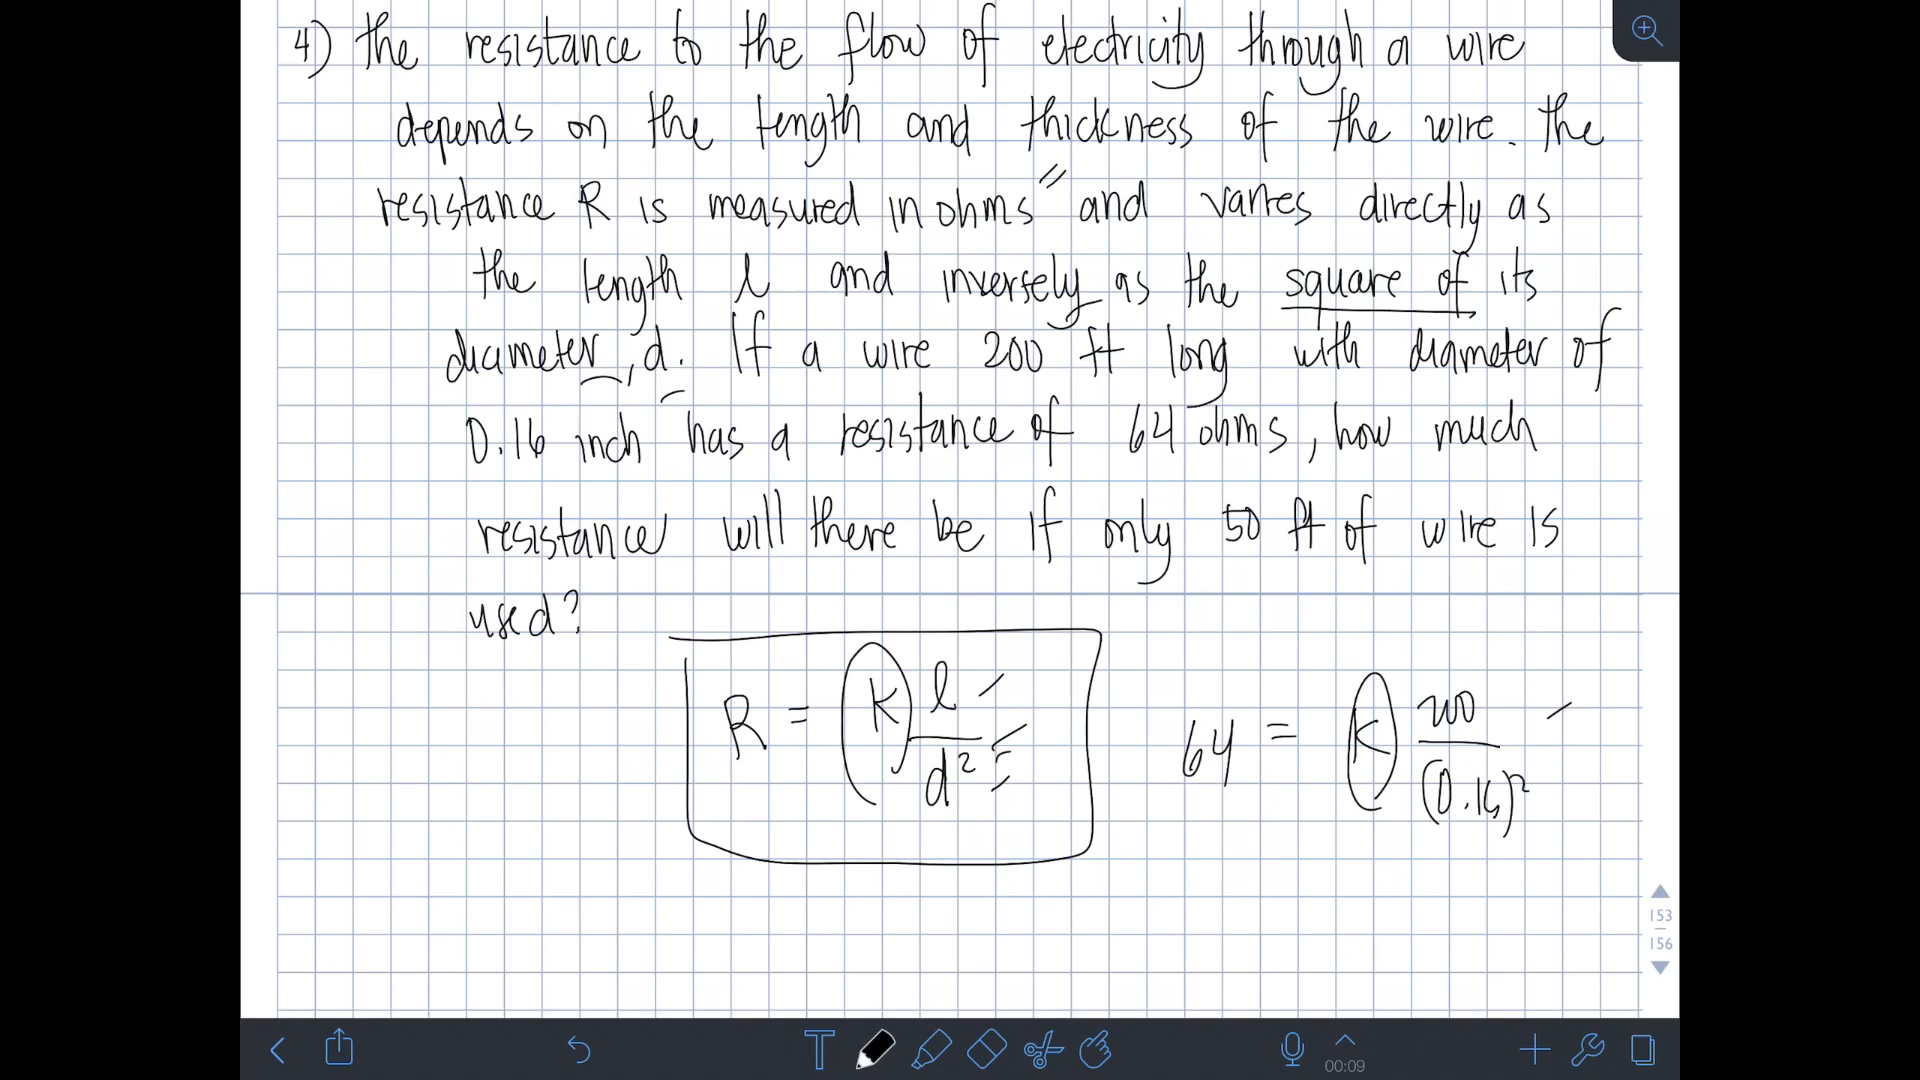 4) the resistance to the flow of electricity through a wire
depends on the length and thickness of the wire. The
resistance R is measured in ohms and varies directly as
the length l and inversely as the square of its
diameter, d. If a wire 200 ft long with diameter of
0.16 inch has a resistance of 64 ohms, how much
resistance will there be if only 50 ft of wire is
used?
R = K l/d²
64 = K 200/(0.16)²
153
156
T
00:09